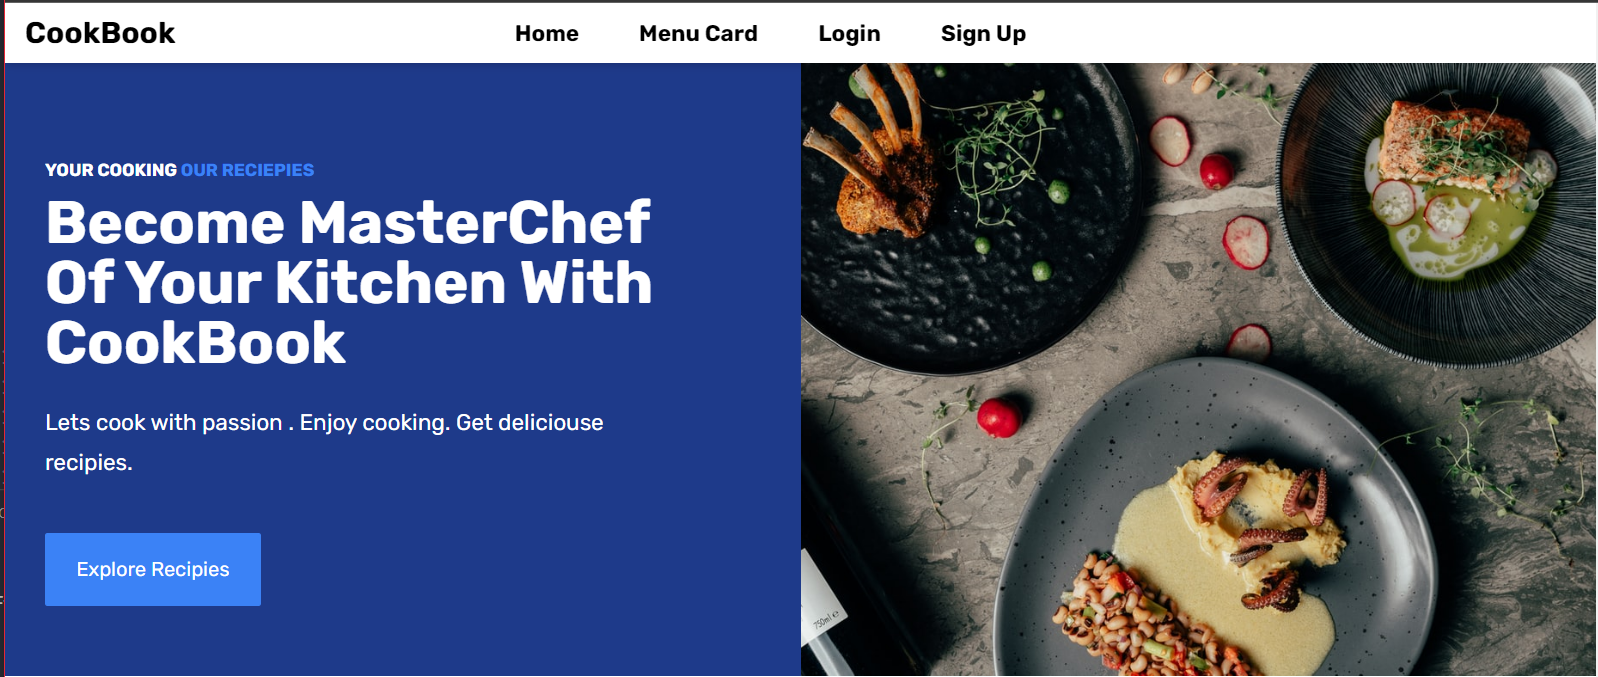 CookBook
Home Menu Card Login Sign Up
YOUR COOKING OUR RECIEPIES
Become MasterChef
Of Your Kitchen With
CookBook
Lets cook with passion . Enjoy cooking. Get deliciouse
recipies.
Explore Recipies
750ml e